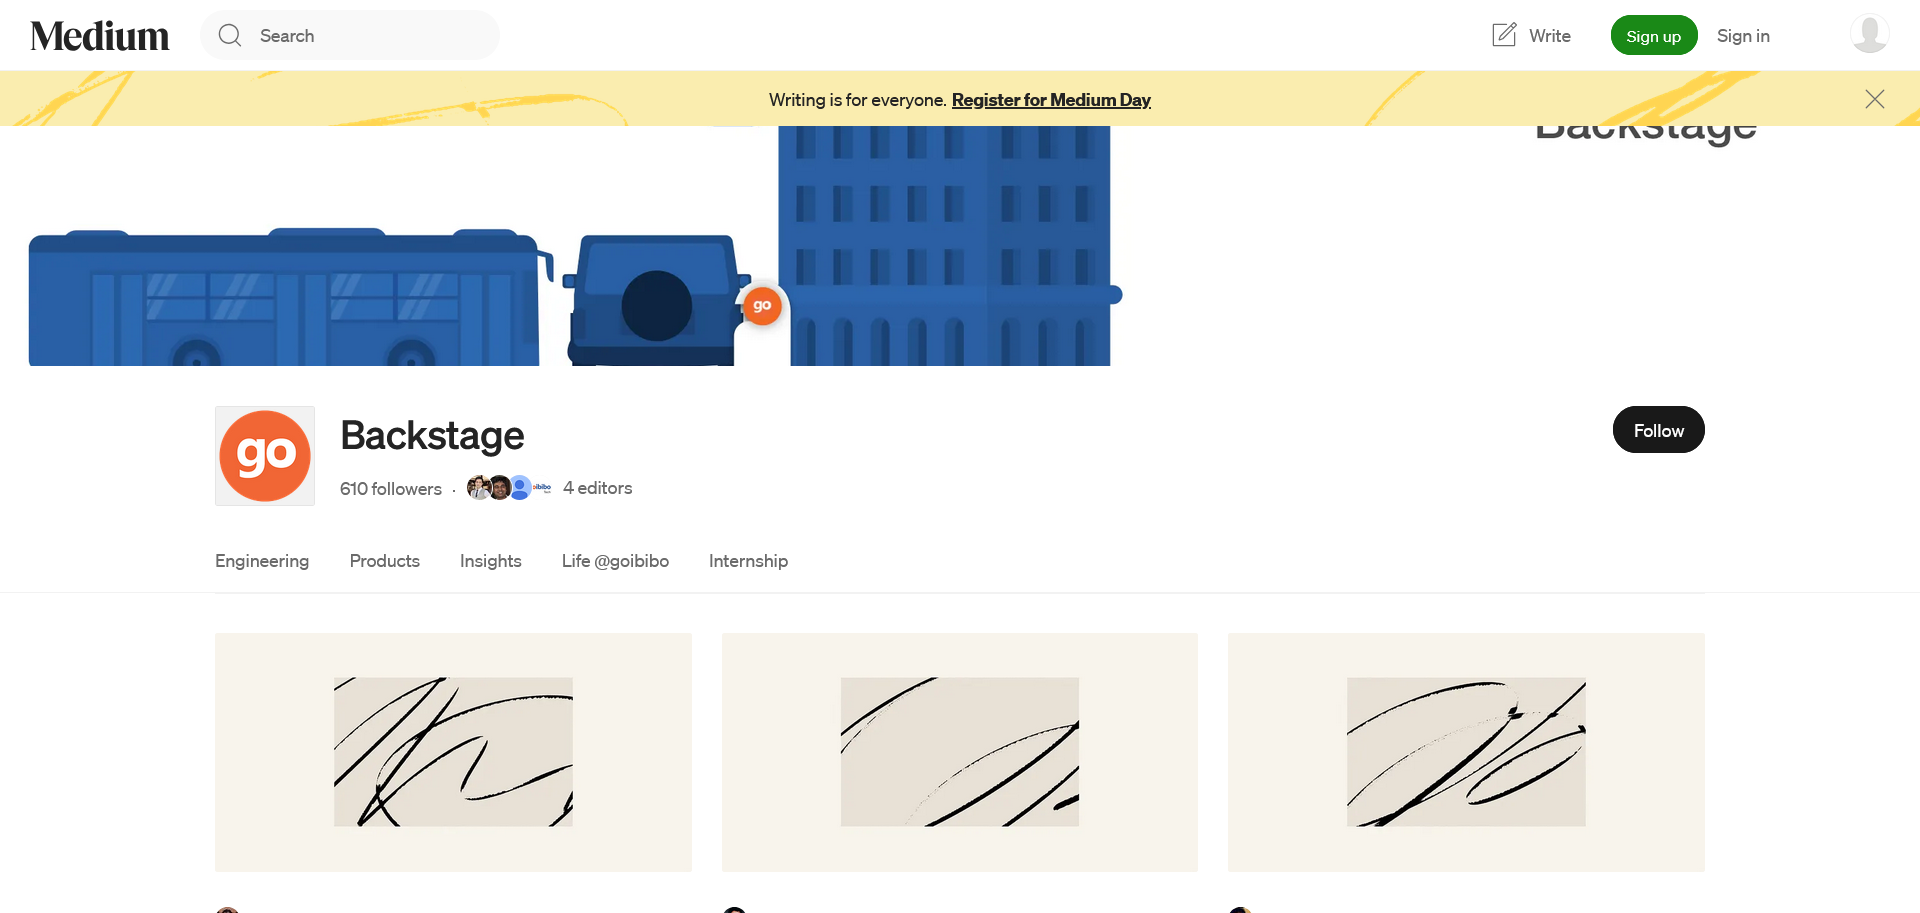 Medium
Search
Write
Sign up
Sign in
Writing is for everyone. Register for Medium Day
Backstage
go
go
Backstage
Follow
610 followers · ibibo 4 editors
Engineering
Products
Insights
Life @goibibo
Internship